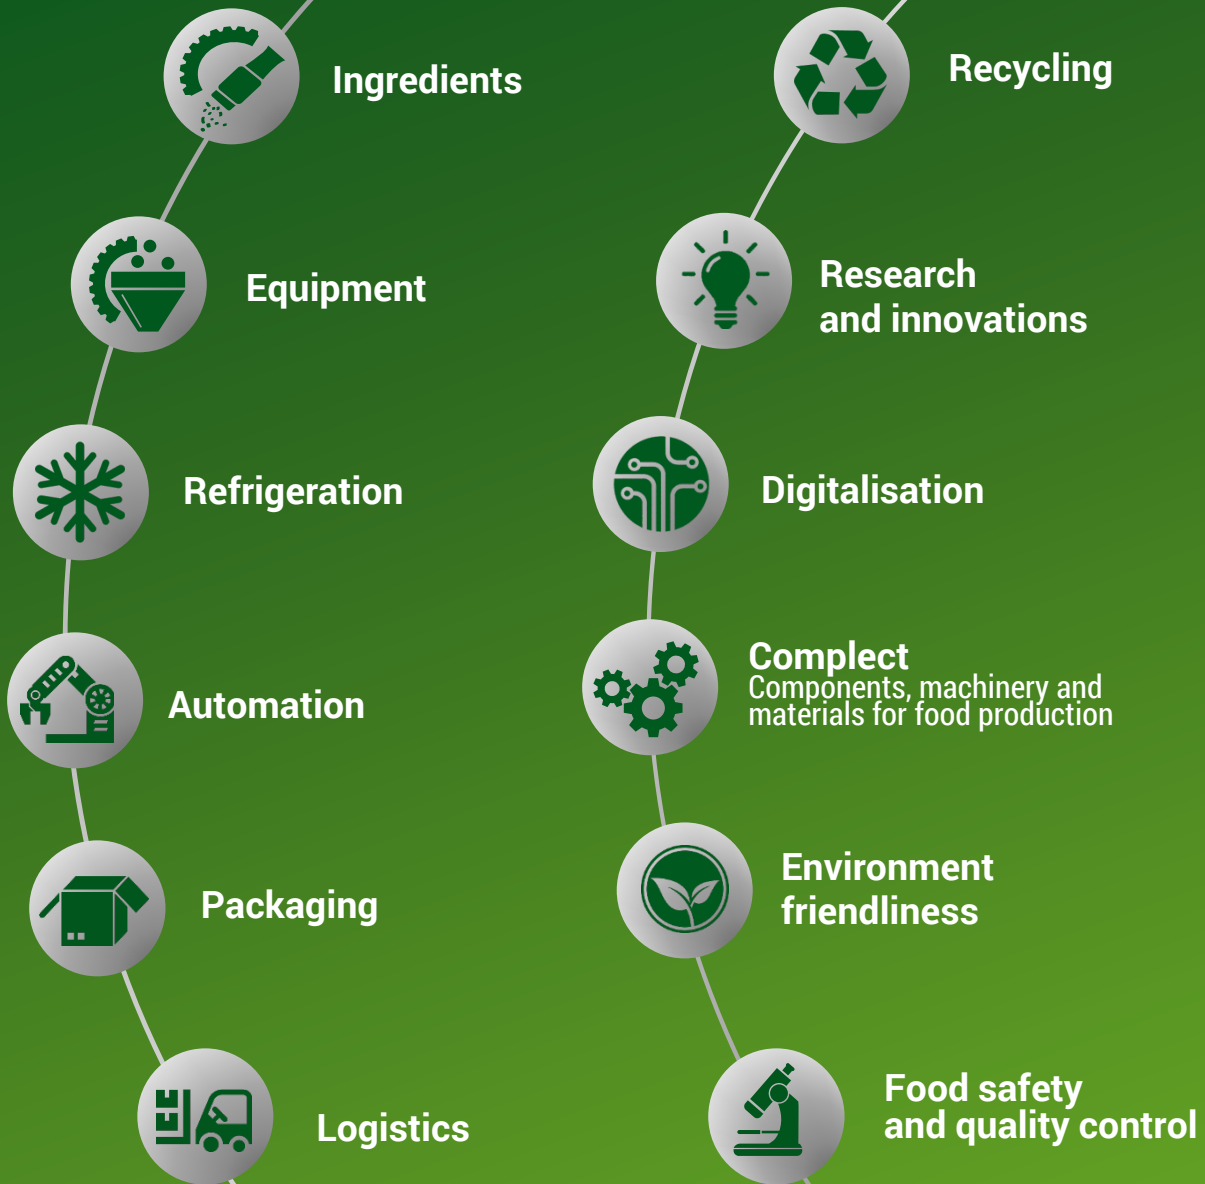 Ingredients
Equipment
Refrigeration
Automation
Packaging
Logistics
Recycling
Research
and innovations
Digitalisation
Complect
Components, machinery and
materials for food production
Environment
friendliness
Food safety
and quality control